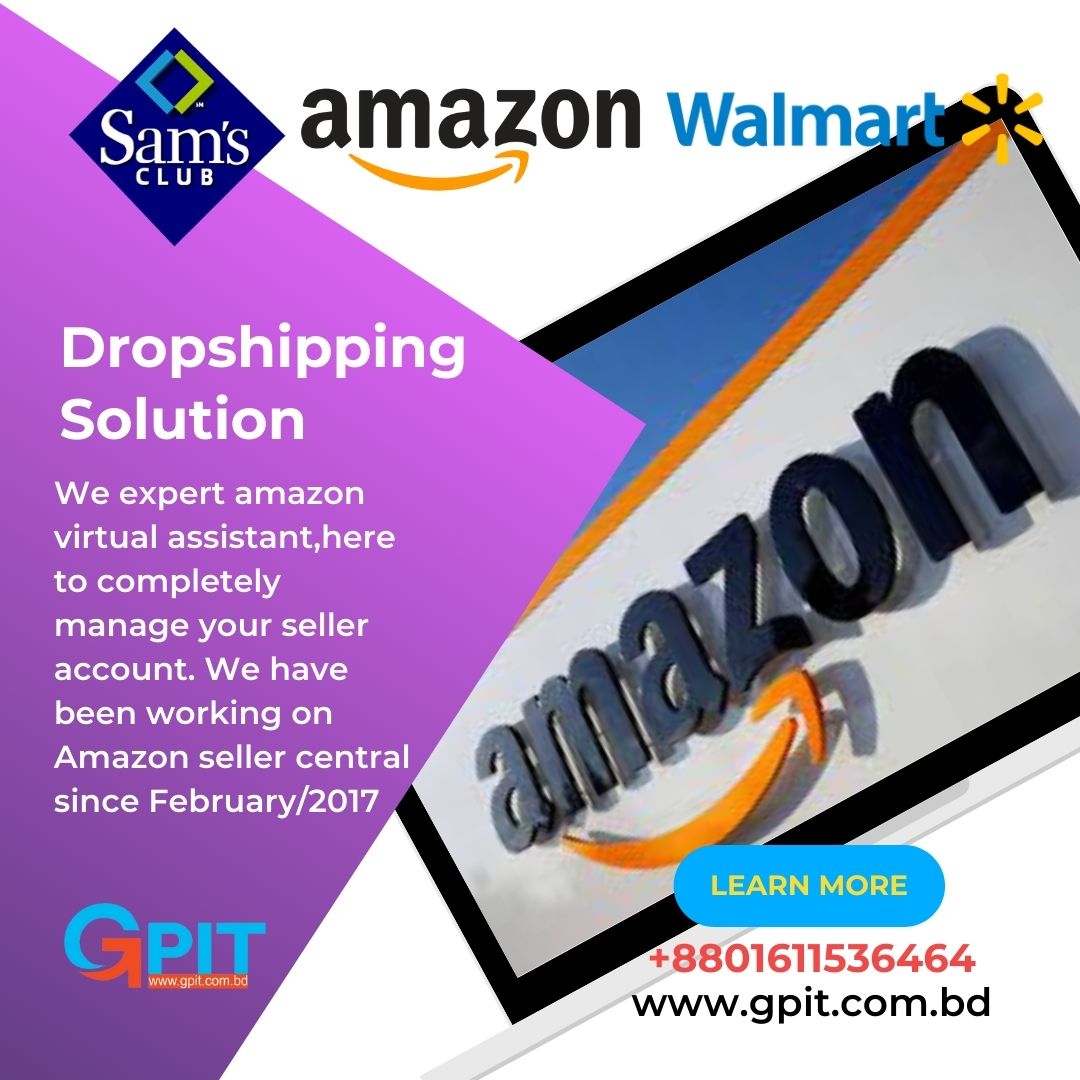 Sam's
CLUB
SM
amazon
Walmart
Dropshipping
Solution
We expert amazon
virtual assistant,here
to completely
manage your seller
account. We have
been working on
Amazon seller central
since February/2017
amazon
LEARN MORE
+8801611536464
www.gpit.com.bd
GPIT
www.gpit.com.bd